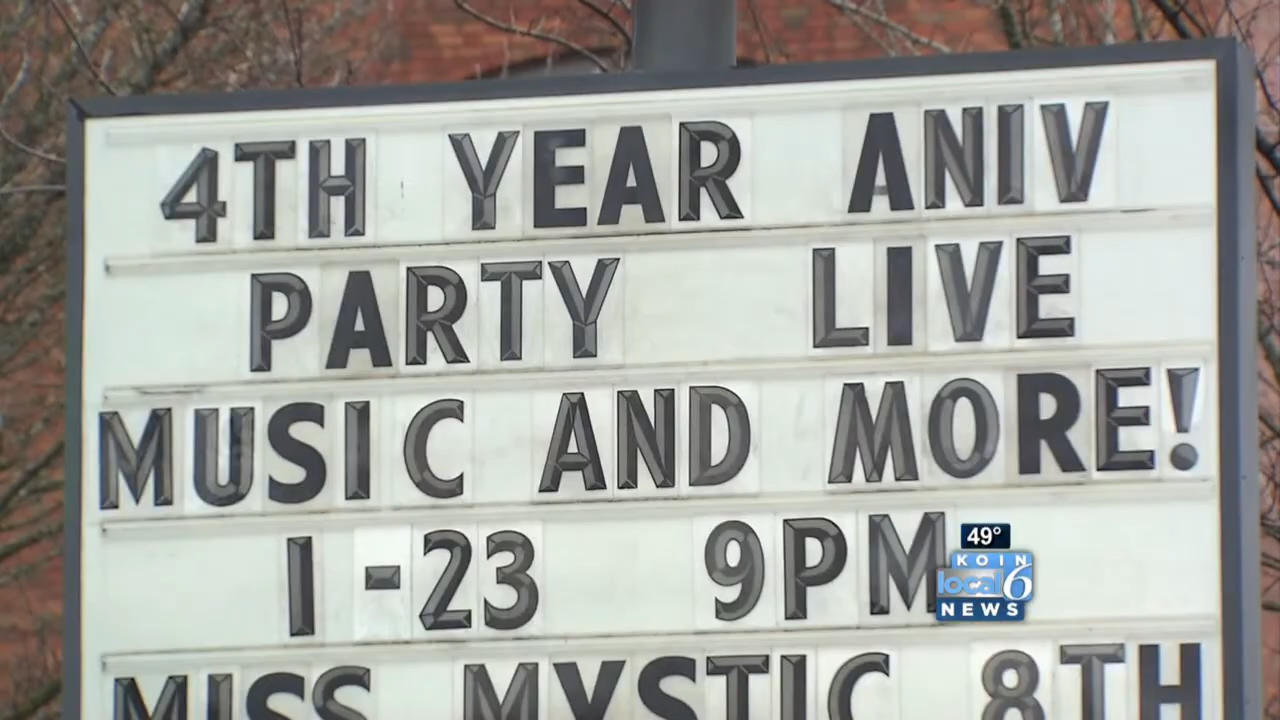 4TH YEAR ANIV
PARTY LIVE
MUSIC AND MORE!
1-23 9PM
49°
KOIN
local 6
NEWS
MISS MYSTIC 8TH